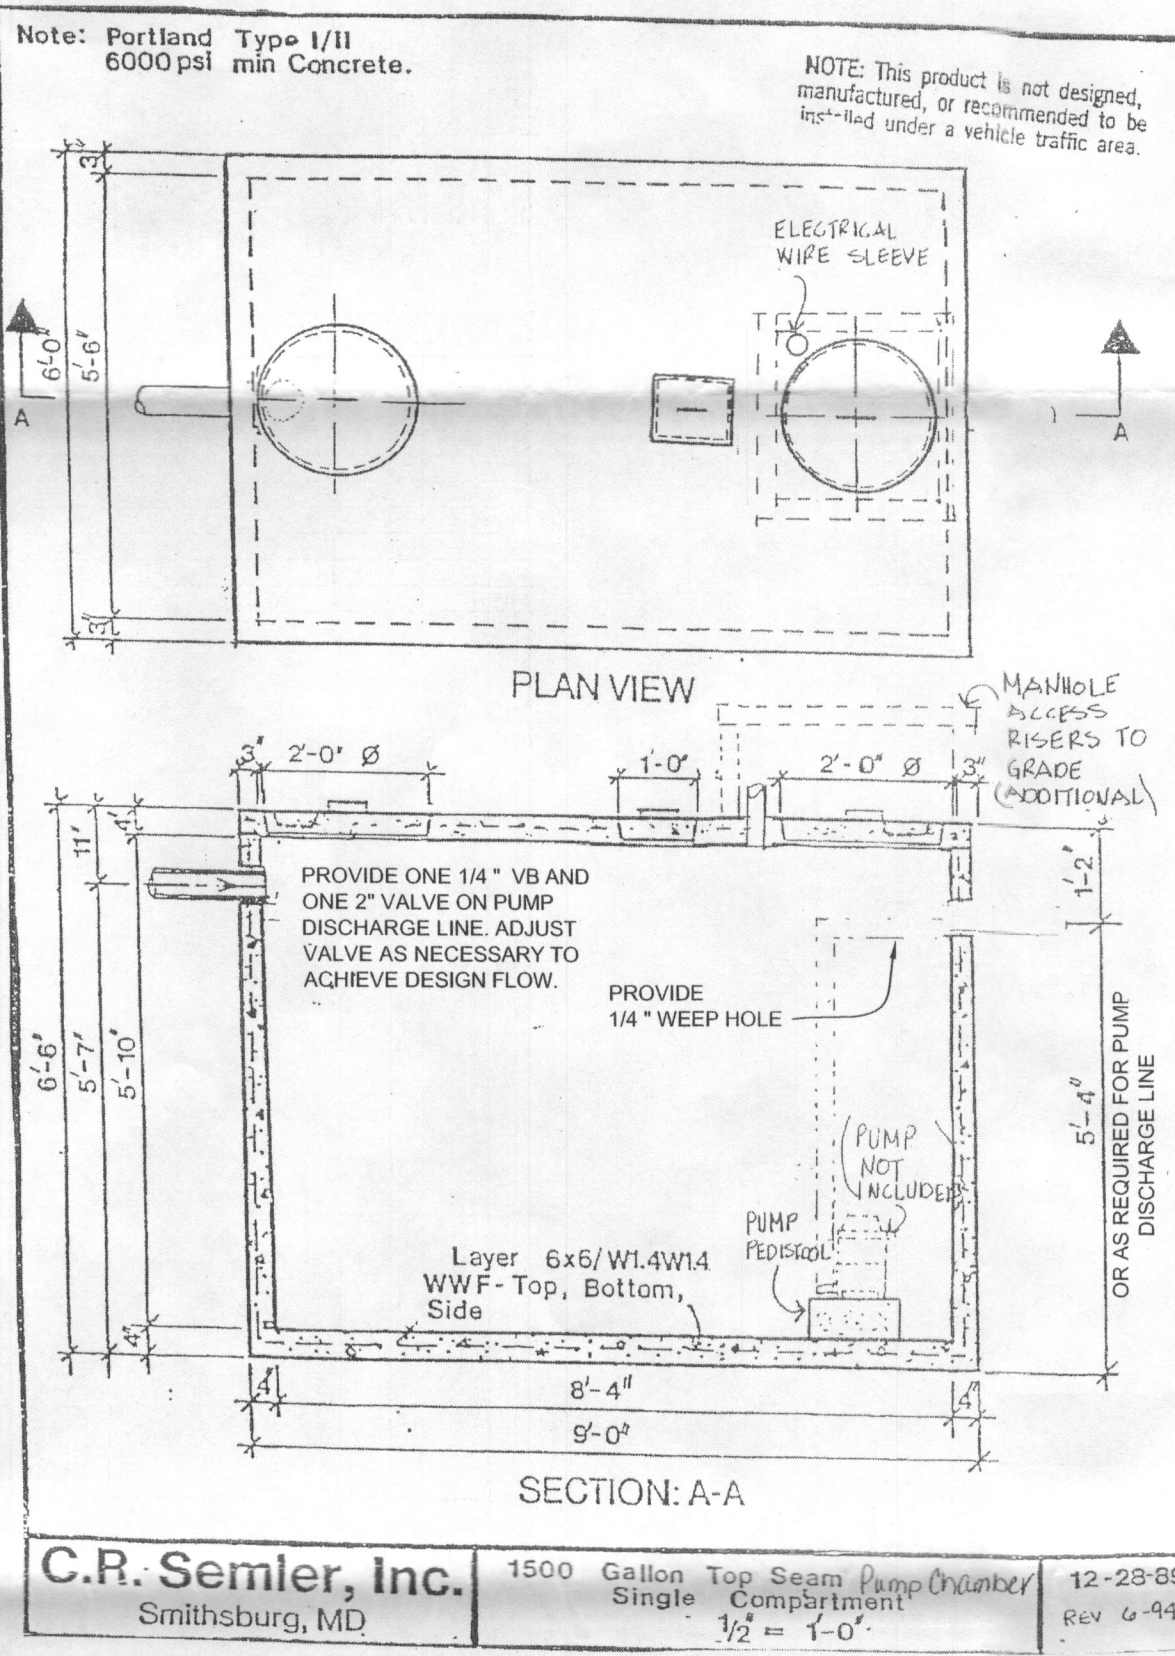 Note: Portland Type I/II
6000 psi min Concrete.
NOTE: This product is not designed,
manufactured, or recommended to be
installed under a vehicle traffic area.
3"
6'-0"
5'-6"
3"
A
A
ELECTRICAL
WIRE SLEEVE
PLAN VIEW
MANHOLE
ACCESS
RISERS TO
GRADE
(ADDITIONAL)
3"
2'-0" Ø
1'-0"
2'-0" Ø
3"
4"
11"
1'-2"
PROVIDE ONE 1/4 " VB AND
ONE 2" VALVE ON PUMP
DISCHARGE LINE. ADJUST
VALVE AS NECESSARY TO
ACHIEVE DESIGN FLOW.
PROVIDE
1/4 " WEEP HOLE
6'-6"
5'-7"
5'-10"
5'-4"
OR AS REQUIRED FOR PUMP
DISCHARGE LINE
PUMP
NOT
INCLUDED
PUMP
PEDISTOOL
Layer 6x6/W1.4W1.4
WWF-Top, Bottom,
Side
4"
4"
8'-4"
4"
9'-0"
SECTION: A-A
C.R. Semler, Inc.
Smithsburg, MD
1500 Gallon Top Seam Pump Chamber
Single Compartment
1/2" = 1'-0"
12-28-89
REV 6-94